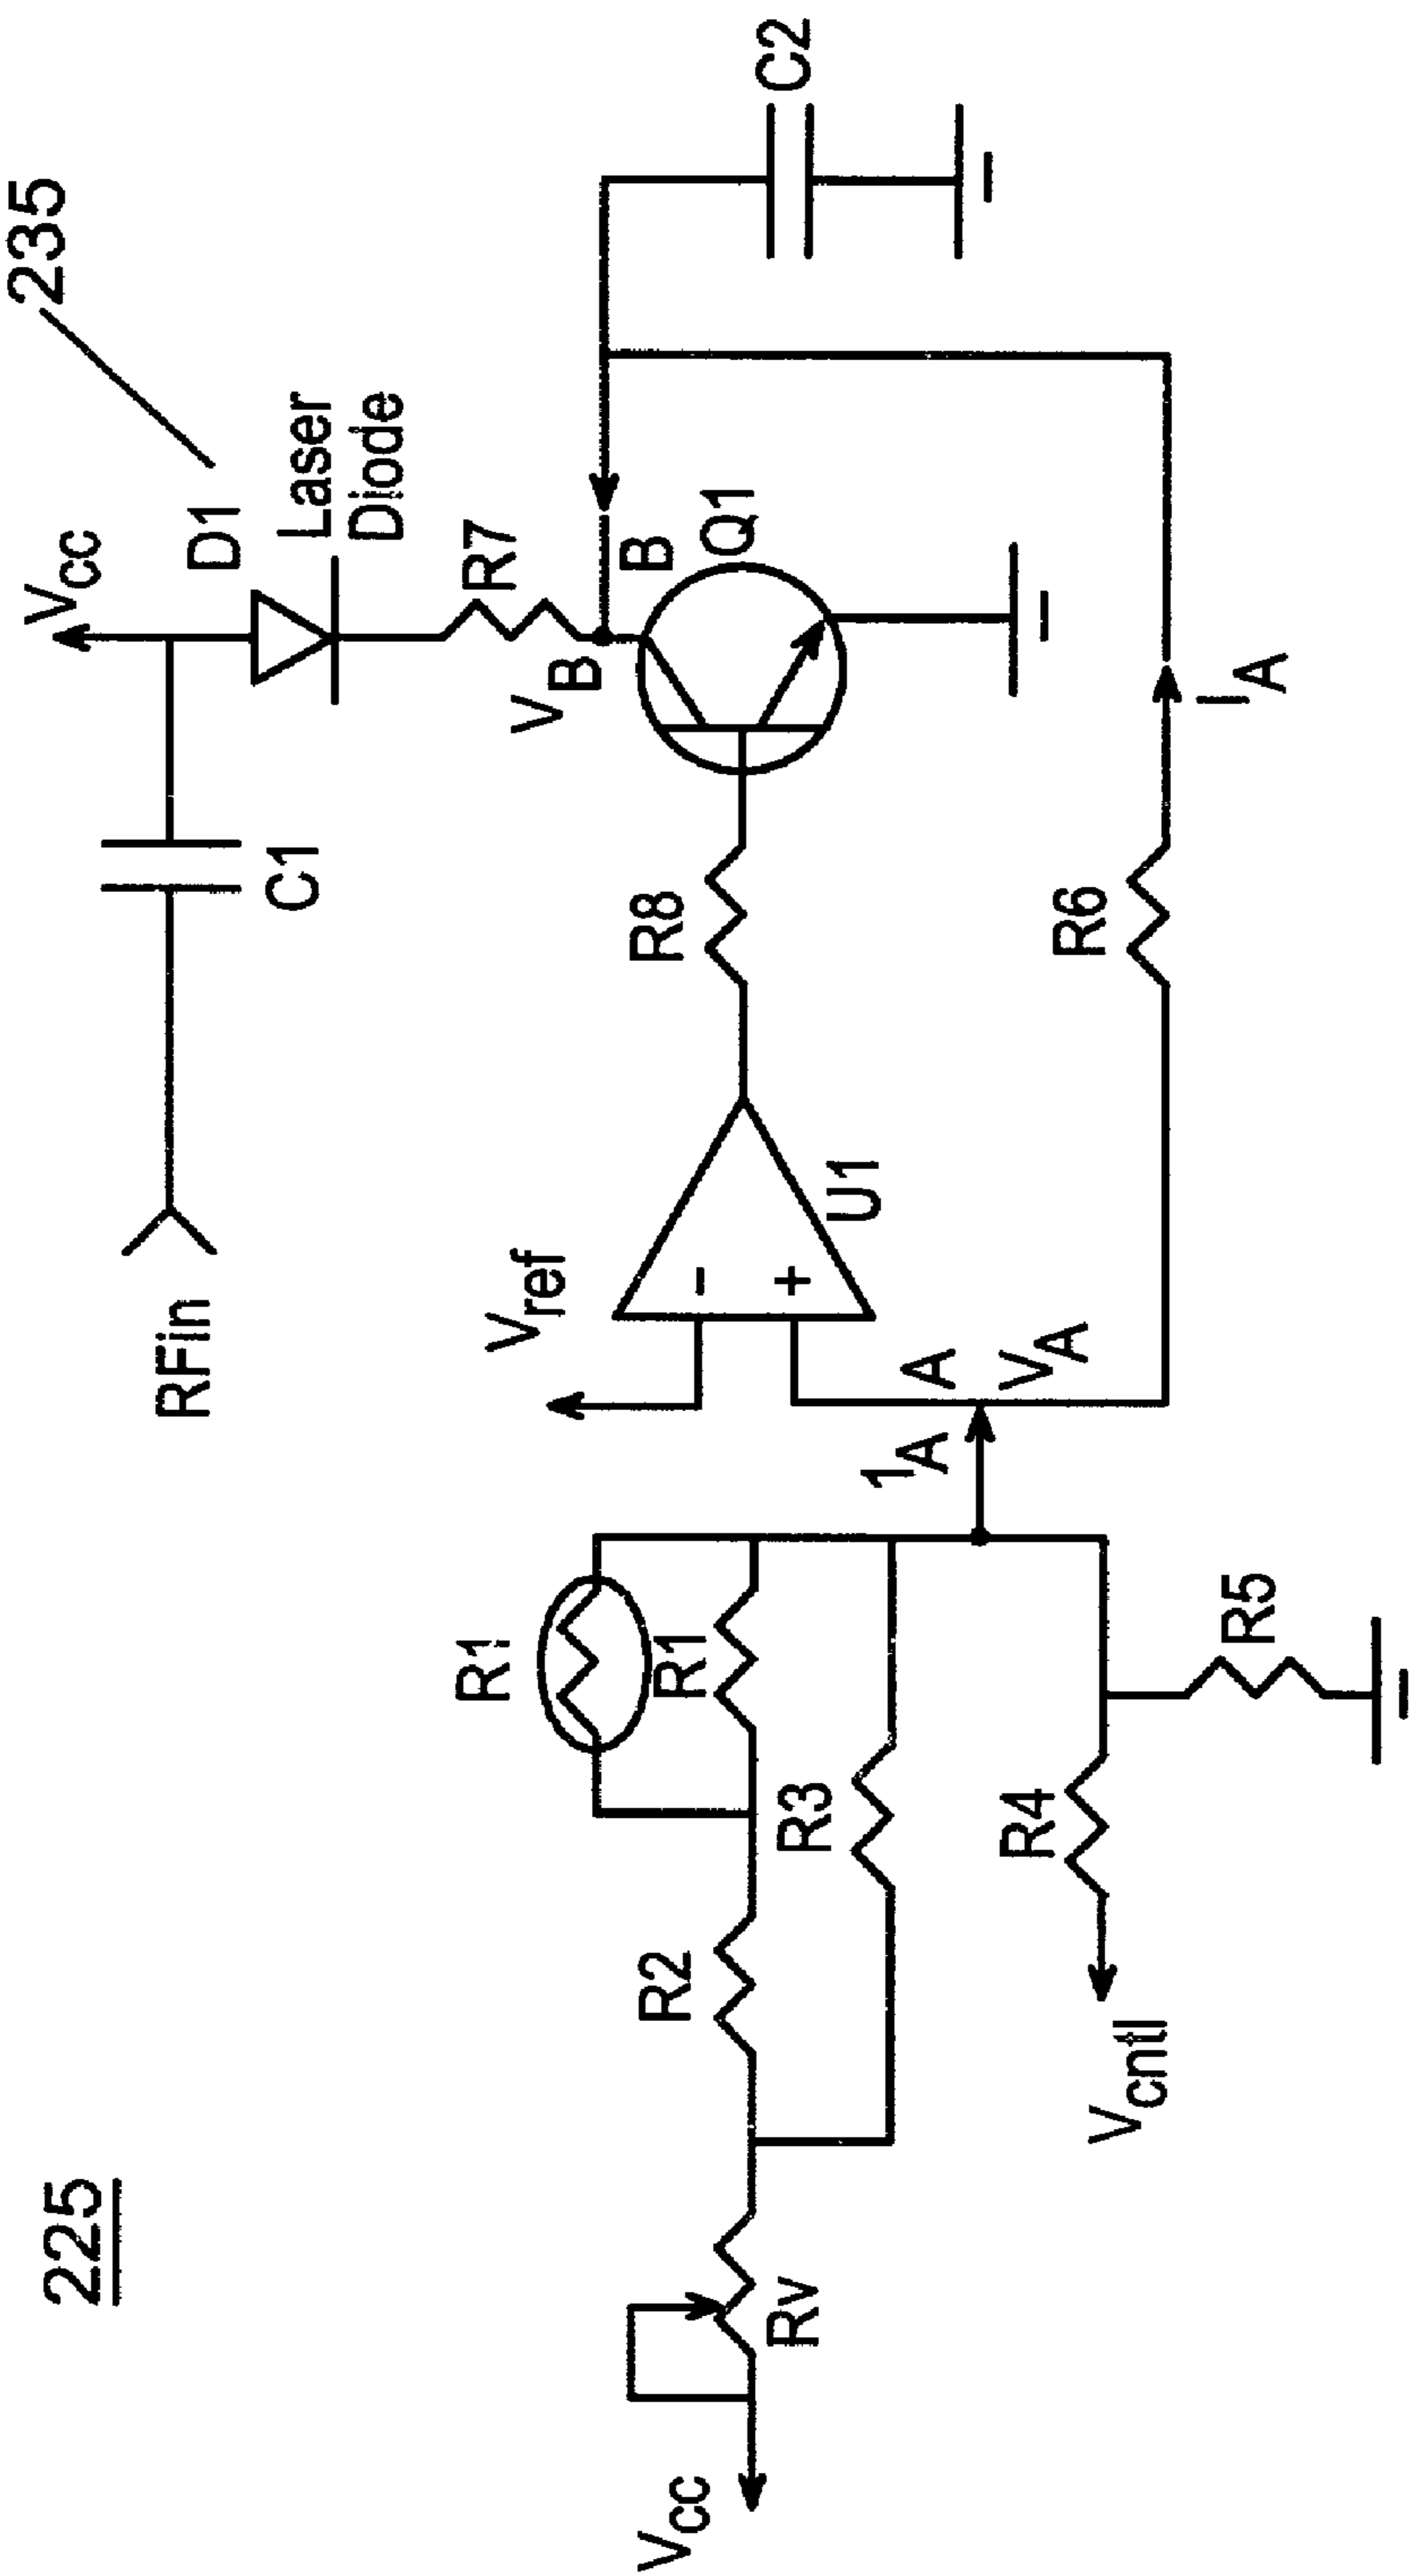 225
235
RFin
C1
Vcc
D1
Laser
Diode
R7
VB
B
Q1
C2
Vref
-
+
U1
R8
A
VA
1A
R6
IA
R1
R1
R2
R3
Rv
Vcc
R4
Vcntl
R5